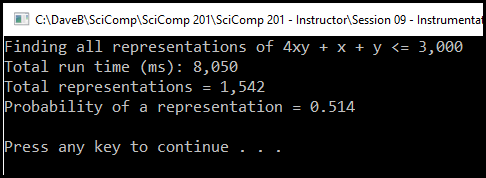 C:\DaveB\SciComp\SciComp 201\SciComp 201 - Instructor\Session 09 - Instrumentat
Finding all representations of 4xy + x + y <= 3,000
Total run time (ms): 8,050
Total representations = 1,542
Probability of a representation = 0.514
Press any key to continue . . .